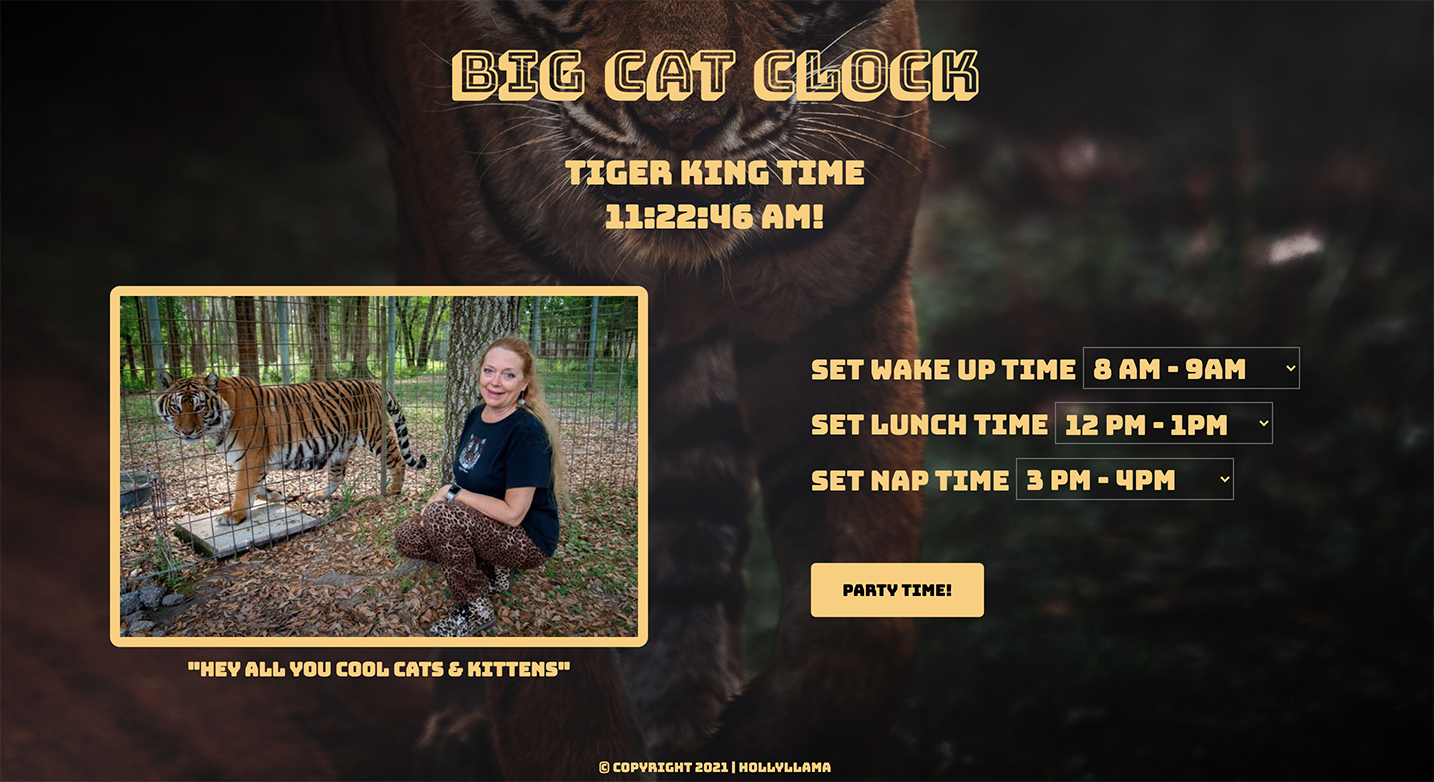 BIG CAT CLOCK
TIGER KING TIME
11:22:46 AM!
SET WAKE UP TIME 8 AM - 9AM
SET LUNCH TIME 12 PM - 1PM
SET NAP TIME 3 PM - 4PM
PARTY TIME!
"HEY ALL YOU COOL CATS & KITTENS"
© COPYRIGHT 2021 | HOLLYLLAMA